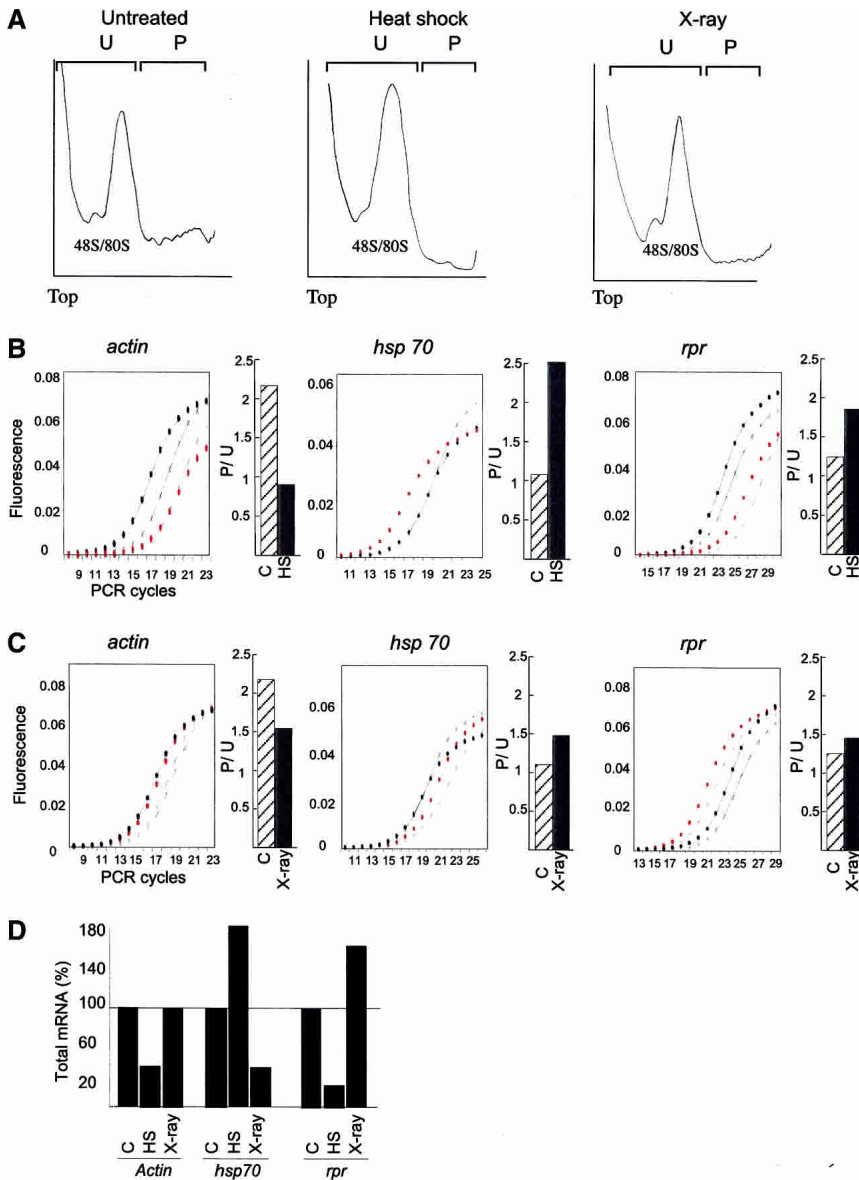 A
Untreated
Heat shock
X-ray
U P
U P
U P
48S/80S
48S/80S
48S/80S
Top
Top
Top
B
actin
hsp 70
rpr
Fluorescence
0.08
0.06
0.04
0.02
0
9 11 13 15 17 19 21 23
PCR cycles
P/ U
2.5
2
1.5
1
0.5
C
HS
0.06
0.04
0.02
0
11 13 15 17 19 21 23 25
P/ U
2.5
2
1.5
1
0.5
C
HS
0.08
0.06
0.04
0.02
0
15 17 19 21 23 25 27 29
P/ U
2.5
2
1.5
1
0.5
C
HS
C
actin
hsp 70
rpr
Fluorescence
0.08
0.06
0.04
0.02
0
9 11 13 15 17 19 21 23
PCR cycles
P/ U
2.5
2
1.5
1
0.5
C
X-ray
0.06
0.04
0.02
0
11 13 15 17 19 21 23 25
P/ U
2.5
2
1.5
1
0.5
C
X-ray
0.08
0.06
0.04
0.02
0
13 15 17 19 21 23 25 27 29
P/ U
2.5
2
1.5
1
0.5
C
X-ray
D
Total mRNA (%)
180
140
100
60
20
C HS X-ray C HS X-ray C HS X-ray
Actin hsp70 rpr